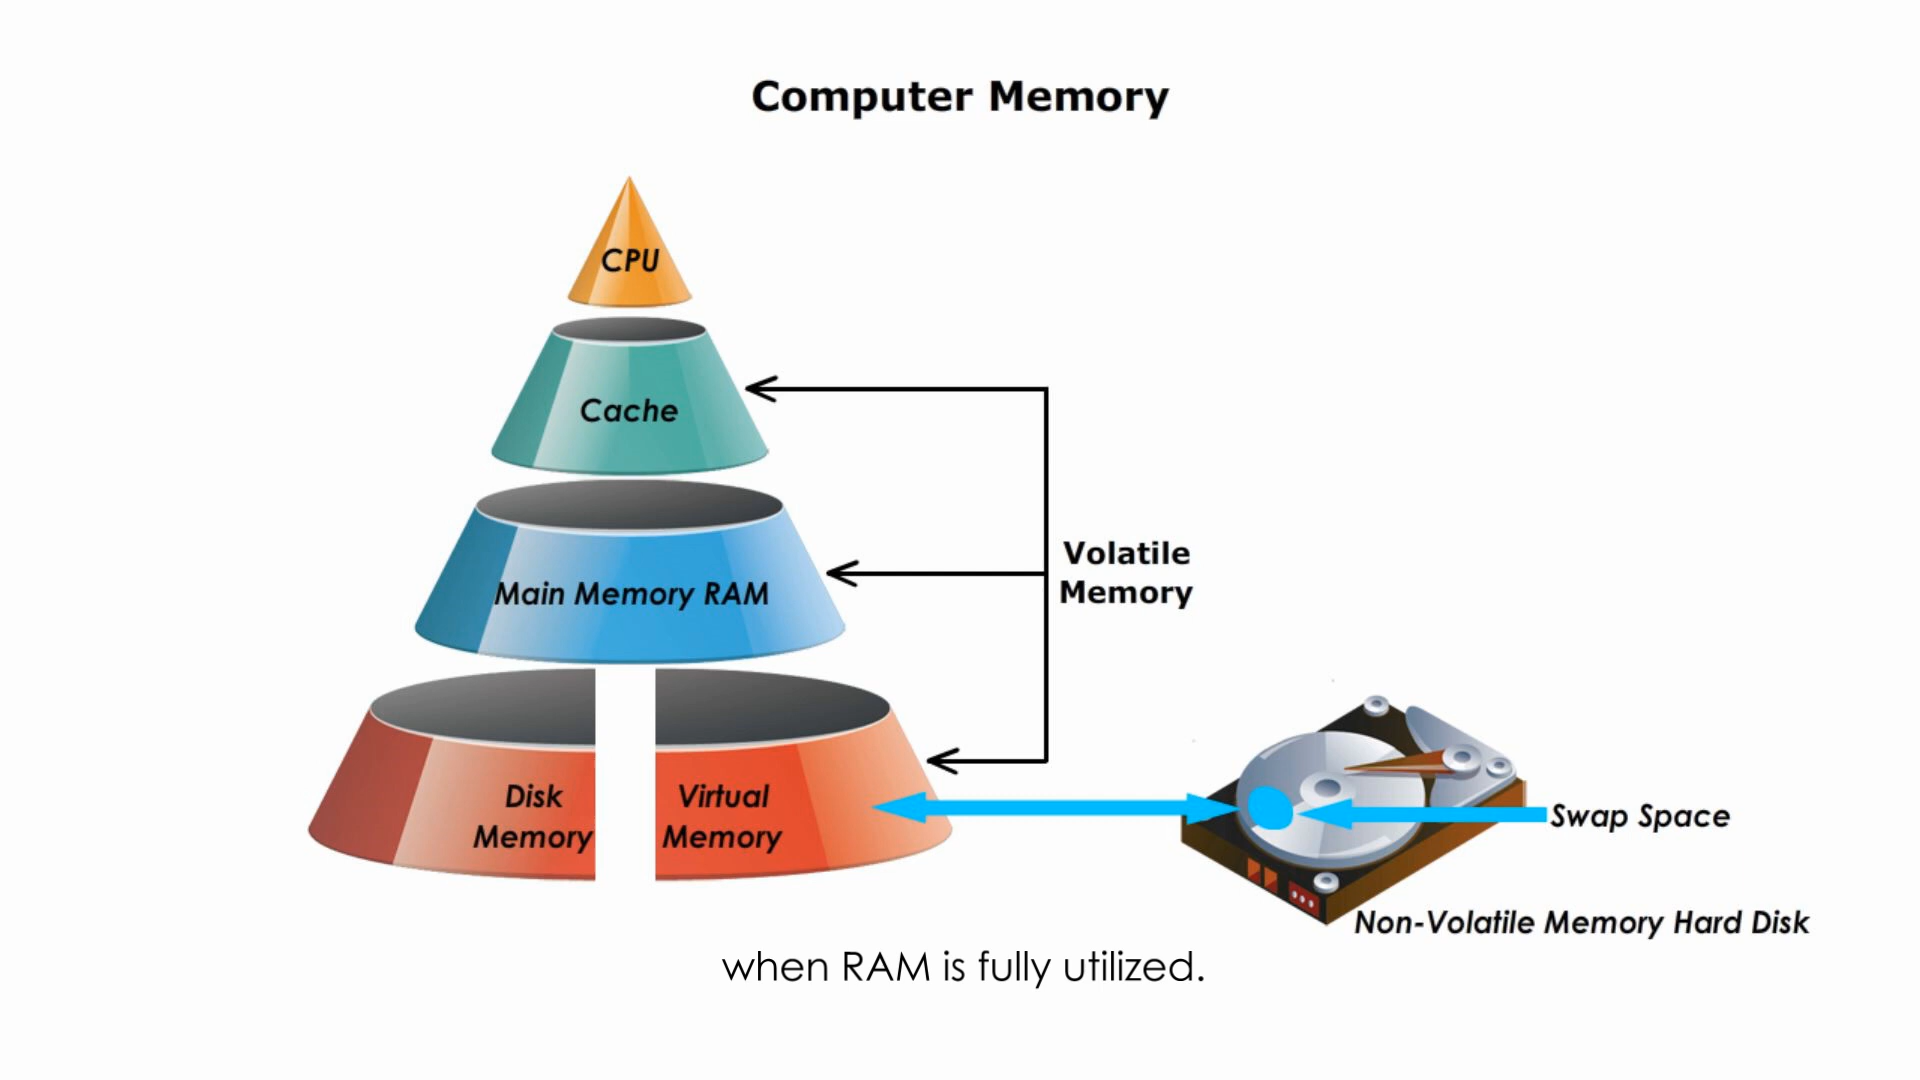 Computer Memory
CPU
Cache
Main Memory RAM
Volatile
Memory
Disk
Memory
Virtual
Memory
Swap Space
Non-Volatile Memory Hard Disk
when RAM is fully utilized.